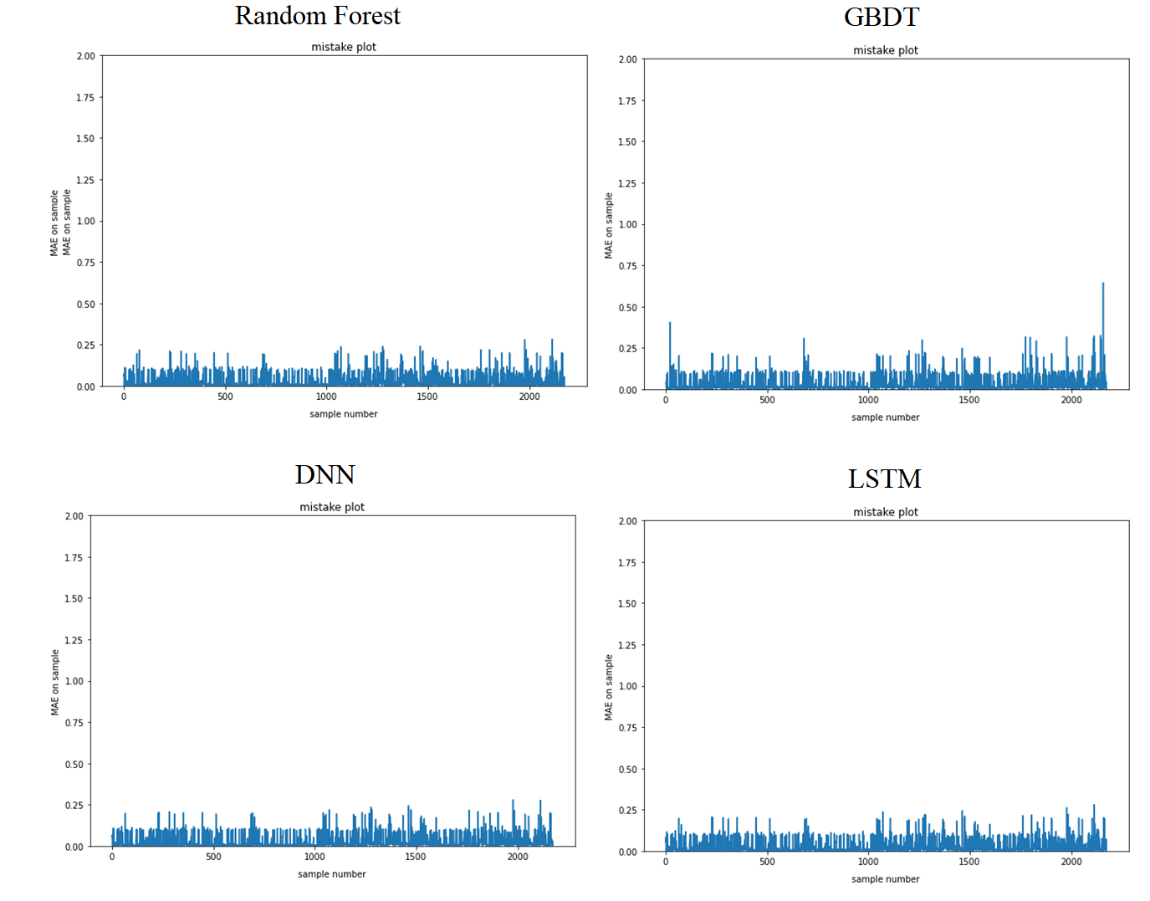 Random Forest
mistake plot
2.00
1.75
1.50
1.25
1.00
0.75
0.50
0.25
0.00
MAE on sample
MAE on sample
0 500 1000 1500 2000
sample number
GBDT
mistake plot
2.00
1.75
1.50
1.25
1.00
0.75
0.50
0.25
0.00
MAE on sample
0 500 1000 1500 2000
sample number
DNN
mistake plot
2.00
1.75
1.50
1.25
1.00
0.75
0.50
0.25
0.00
MAE on sample
0 500 1000 1500 2000
sample number
LSTM
mistake plot
2.00
1.75
1.50
1.25
1.00
0.75
0.50
0.25
0.00
MAE on sample
0 500 1000 1500 2000
sample number